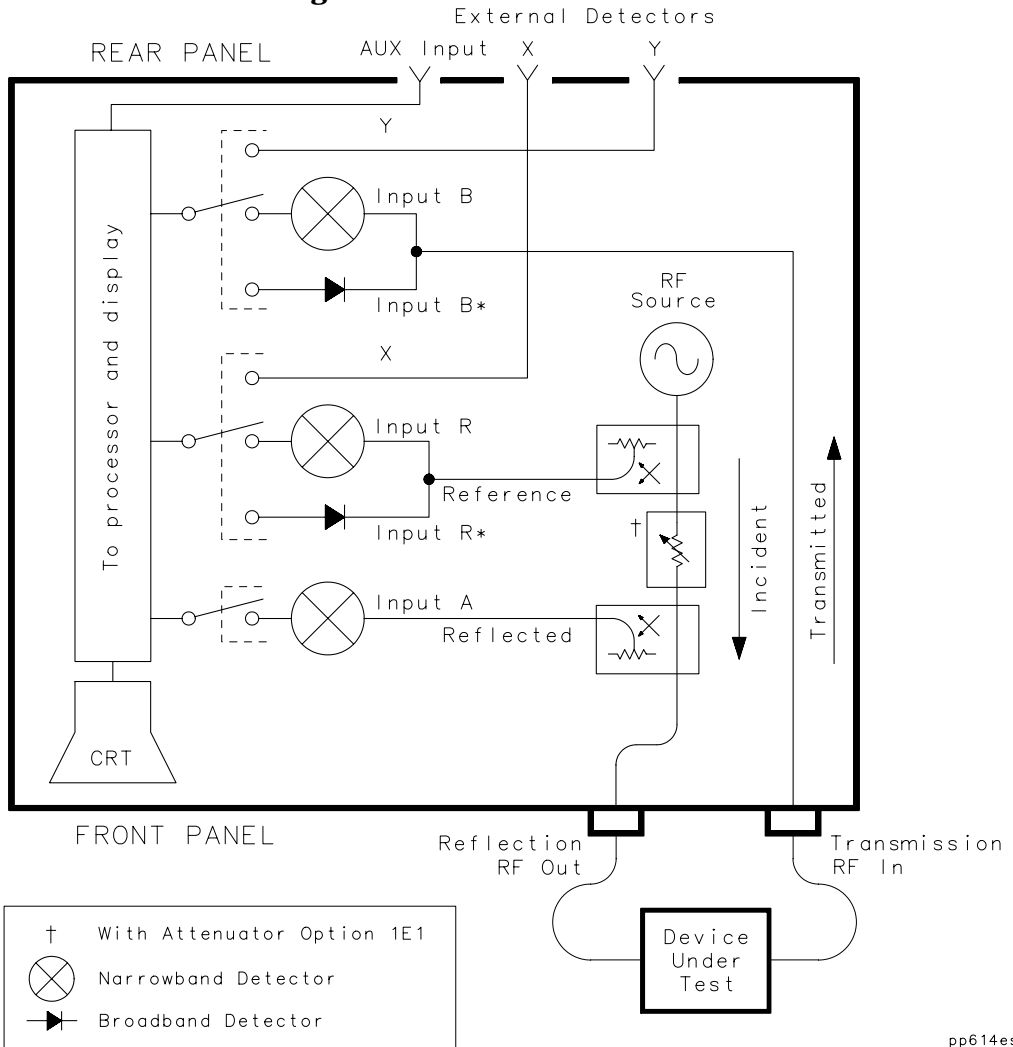 External Detectors
REAR PANEL
AUX Input X Y
Y
Input B
Input B*
RF
Source
X
Input R
Reference
Input R*
†
Input A
Reflected
To processor and display
Incident
Transmitted
CRT
FRONT PANEL
Reflection
RF Out
Transmission
RF In
Device
Under
Test
† With Attenuator Option 1E1
Narrowband Detector
Broadband Detector